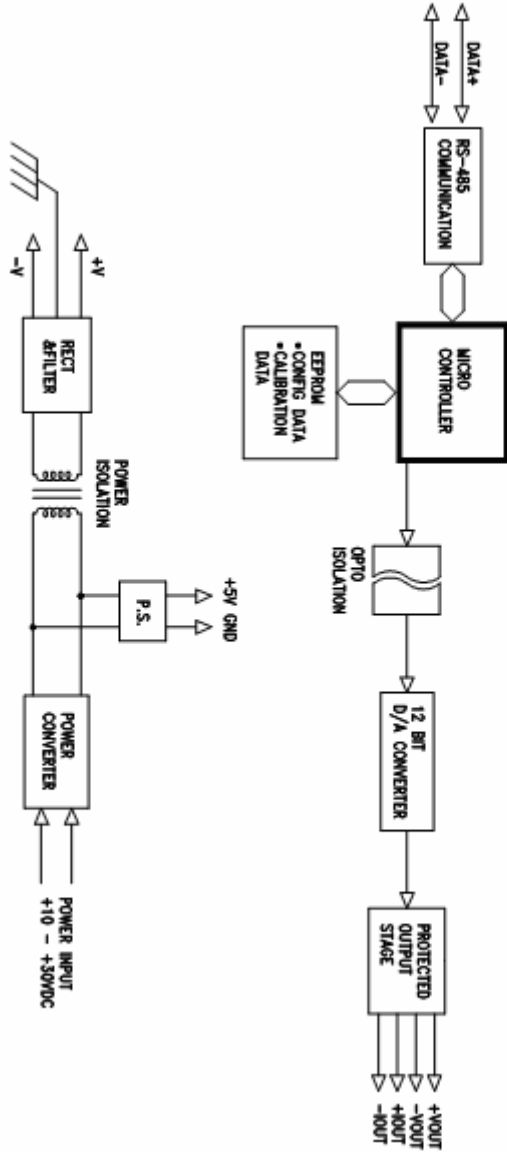 DATA+
DATA-
RS-485
COMMUNICATION
MICRO
CONTROLLER
EEPROM
•CONFIG DATA
•CALIBRATION
DATA
OPTO
ISOLATION
12 BIT
D/A CONVERTER
PROTECTED
OUTPUT
STAGE
+VOUT
-VOUT
+IOUT
-IOUT
+V
-V
RECT
&FILTER
POWER
ISOLATION
+5V GND
P.S.
POWER
CONVERTER
POWER INPUT
+10 - +30VDC